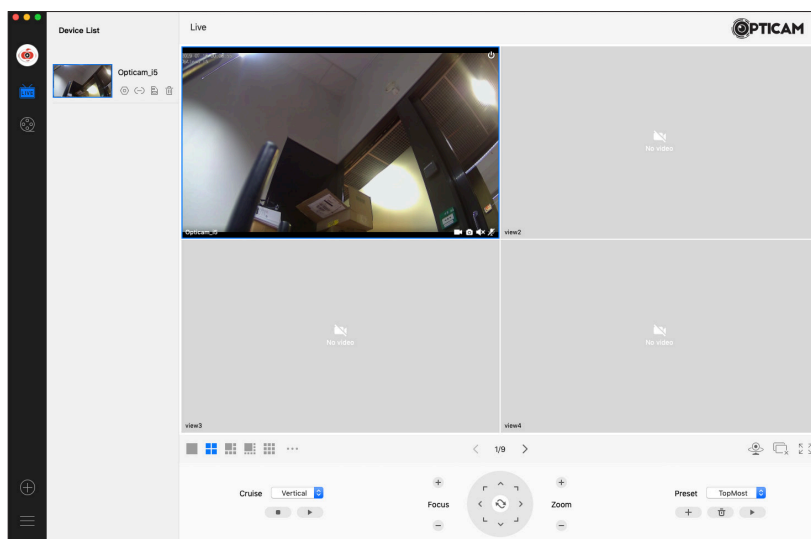 Device List
Live
OPTICAM
LIVE
Opticam_i5
Opticam_i5
view2
No video
No video
No video
view3
view4
1/9
Cruise
Vertical
Focus
Zoom
Preset
TopMost